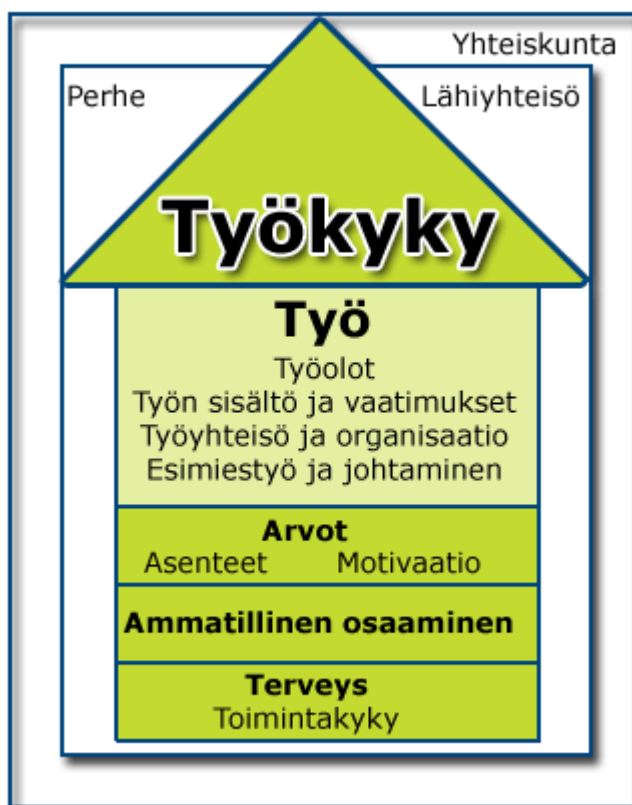 Yhteiskunta
Perhe
Lähiyhteisö
Työkyky
Työ
Työolot
Työn sisältö ja vaatimukset
Työyhteisö ja organisaatio
Esimiestyö ja johtaminen
Arvot
Asenteet Motivaatio
Ammatillinen osaaminen
Terveys
Toimintakyky